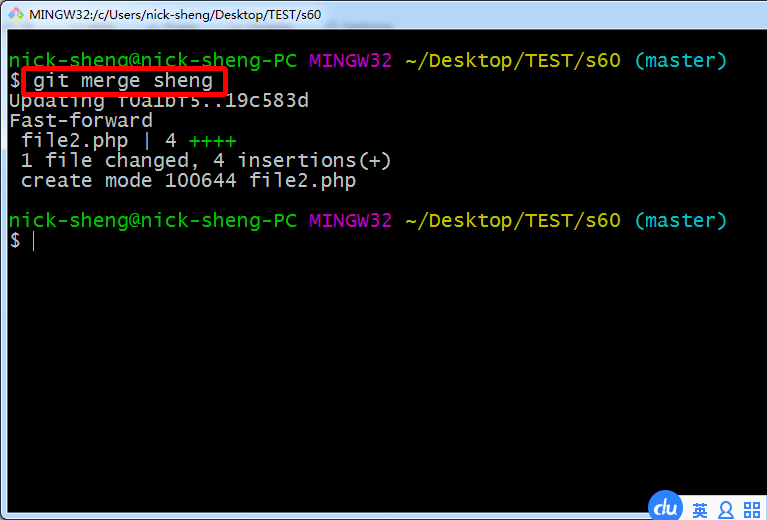 MINGW32:/c/Users/nick-sheng/Desktop/TEST/s60
nick-sheng@nick-sheng-PC MINGW32 ~/Desktop/TEST/s60 (master)
$ git merge sheng
Updating f0a1bf5..19c583d
Fast-forward
 file2.php | 4 ++++
 1 file changed, 4 insertions(+)
 create mode 100644 file2.php
nick-sheng@nick-sheng-PC MINGW32 ~/Desktop/TEST/s60 (master)
$
du 英